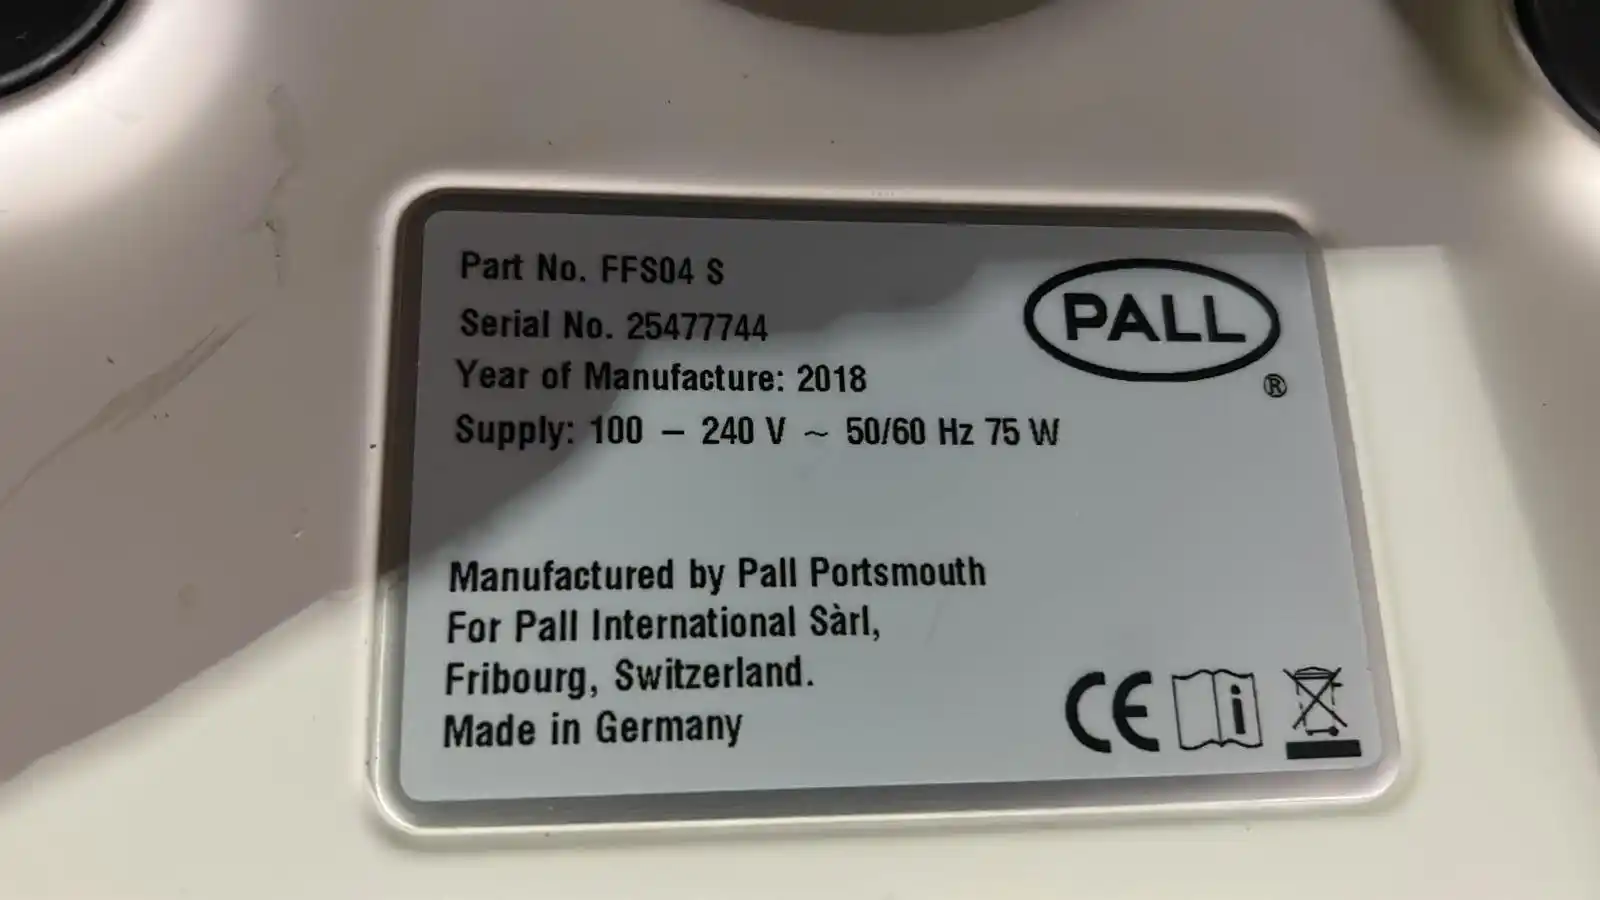 Part No. FFS04 S
Serial No. 25477744
Year of Manufacture: 2018
Supply: 100 – 240 V ~ 50/60 Hz 75 W
PALL
®
Manufactured by Pall Portsmouth
For Pall International Sàrl,
Fribourg, Switzerland.
Made in Germany
CE
i